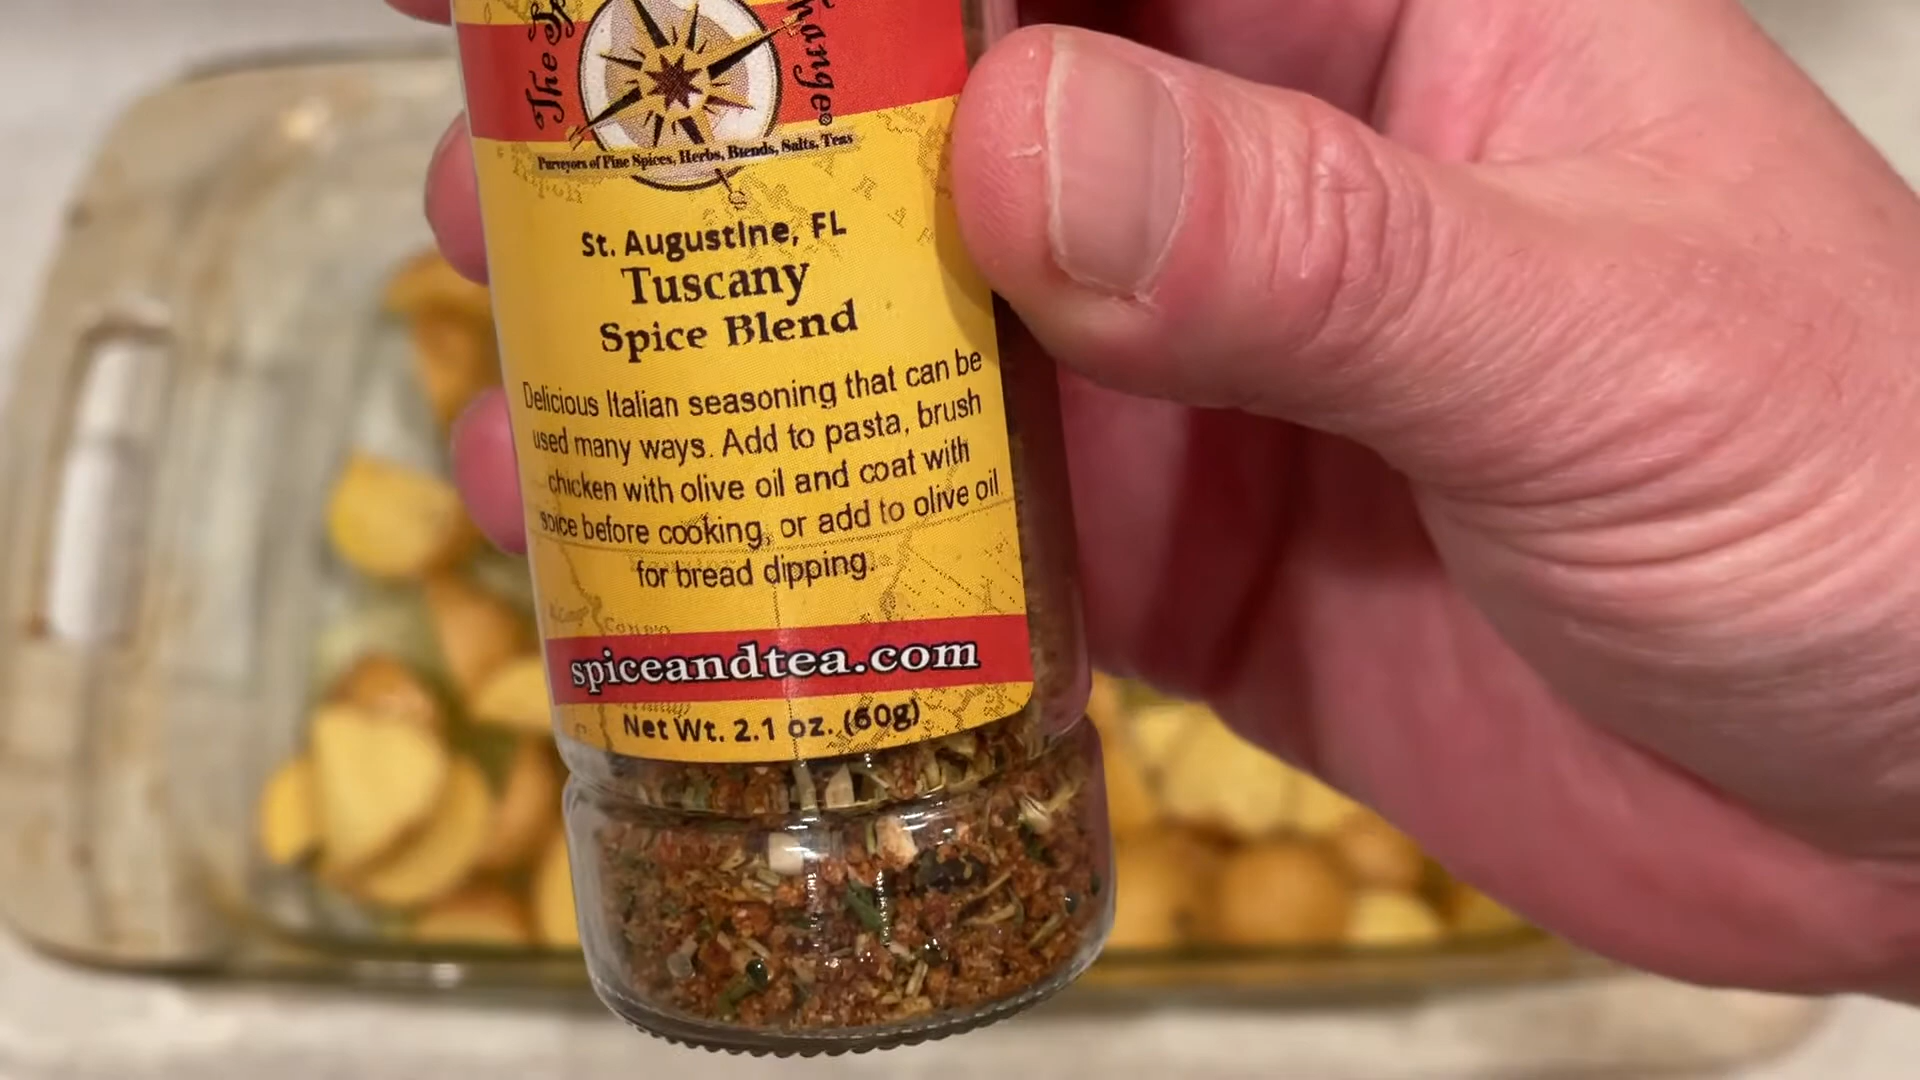 The
hange®
Purveyors of Fine Spices, Herbs, Blends, Salts, Teas
St. Augustine, FL
Tuscany
Spice Blend
Delicious Italian seasoning that can be
used many ways. Add to pasta, brush
chicken with olive oil and coat with
spice before cooking, or add to olive oil
for bread dipping.
spiceandtea.com
Net Wt. 2.1 oz. (60g)